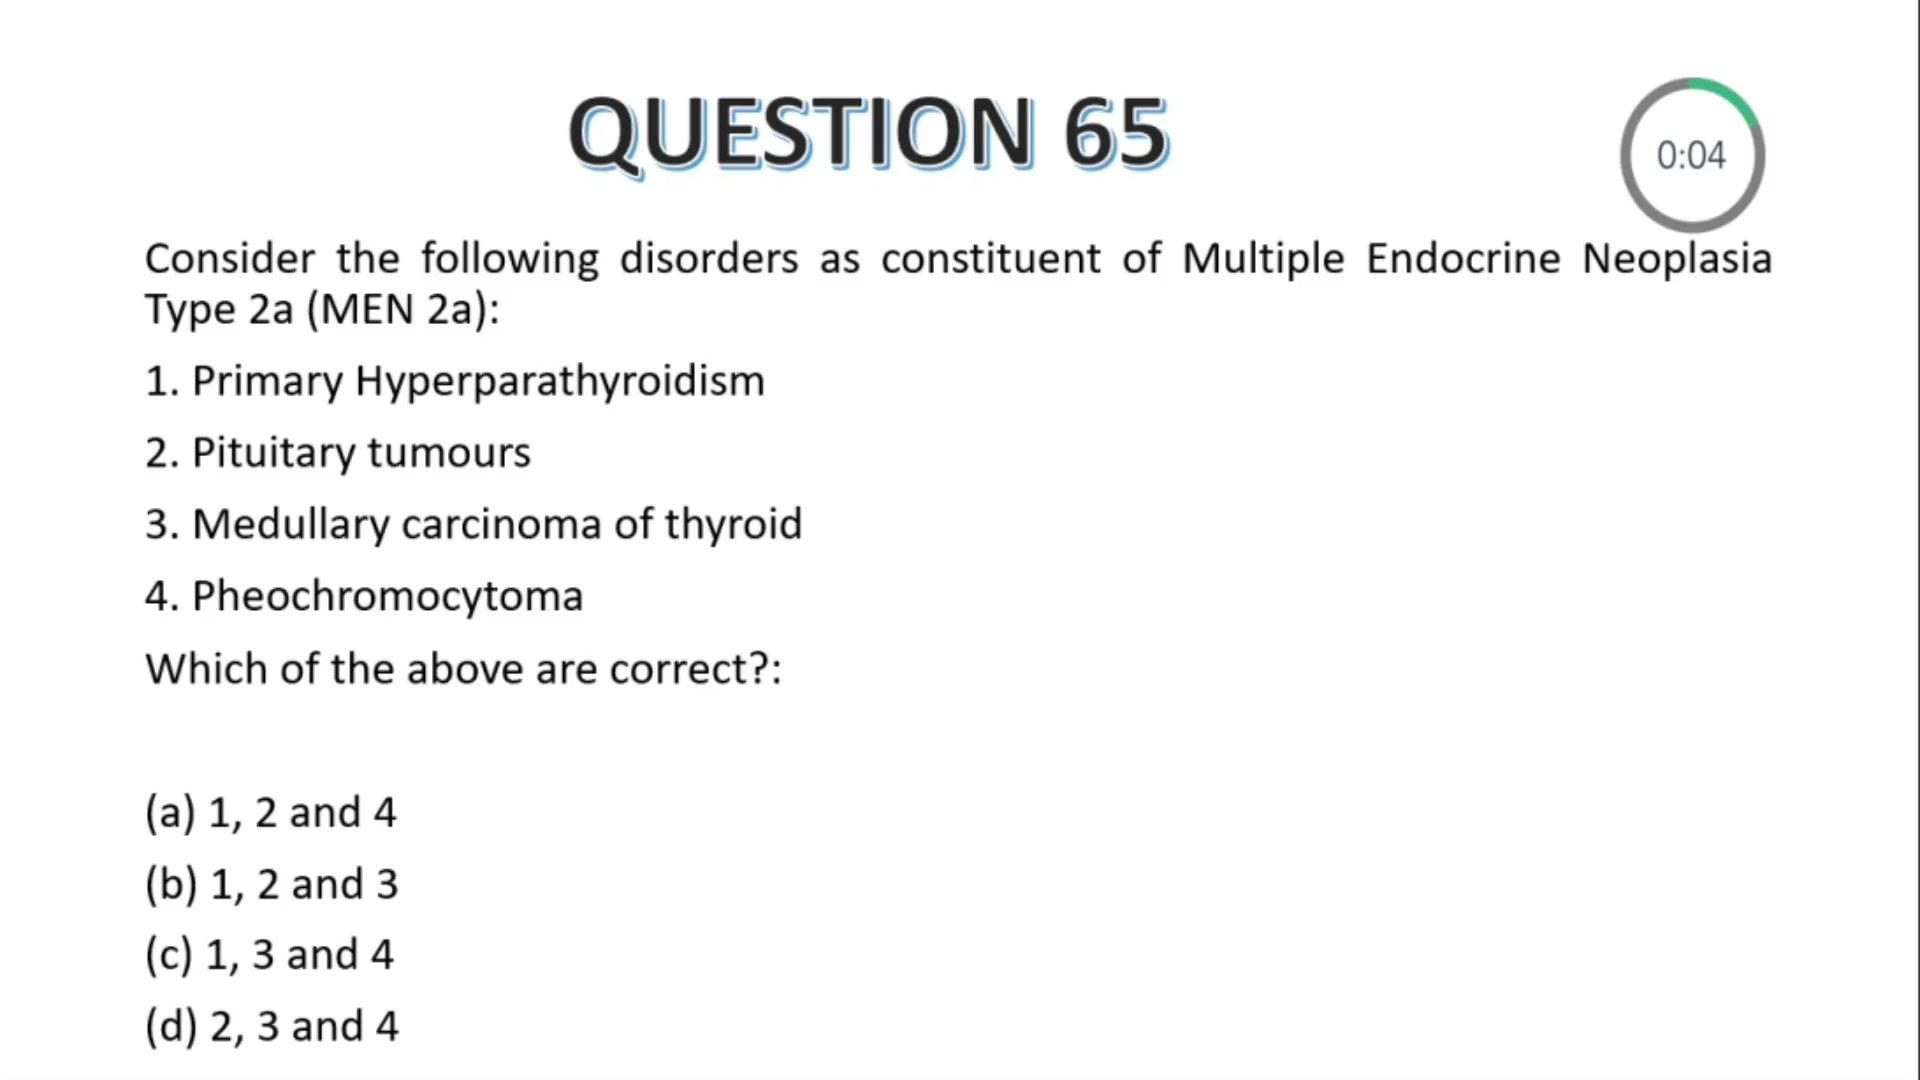 QUESTION 65
0:04
Consider the following disorders as constituent of Multiple Endocrine Neoplasia
Type 2a (MEN 2a):
1. Primary Hyperparathyroidism
2. Pituitary tumours
3. Medullary carcinoma of thyroid
4. Pheochromocytoma
Which of the above are correct?:
(a) 1, 2 and 4
(b) 1, 2 and 3
(c) 1, 3 and 4
(d) 2, 3 and 4